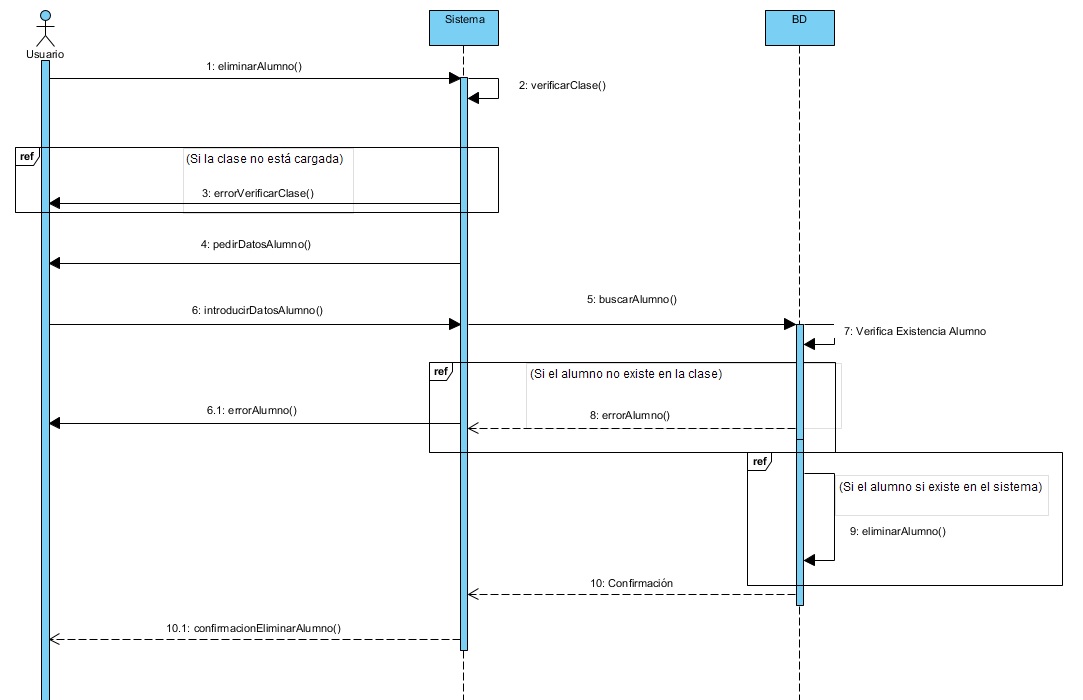 Usuario
Sistema
BD
1: eliminarAlumno()
2: verificarClase()
ref
(Si la clase no está cargada)
3: errorVerificarClase()
4: pedirDatosAlumno()
5: buscarAlumno()
6: introducirDatosAlumno()
7: Verifica Existencia Alumno
ref
(Si el alumno no existe en la clase)
6.1: errorAlumno()
8: errorAlumno()
ref
(Si el alumno si existe en el sistema)
9: eliminarAlumno()
10: Confirmación
10.1: confirmacionEliminarAlumno()